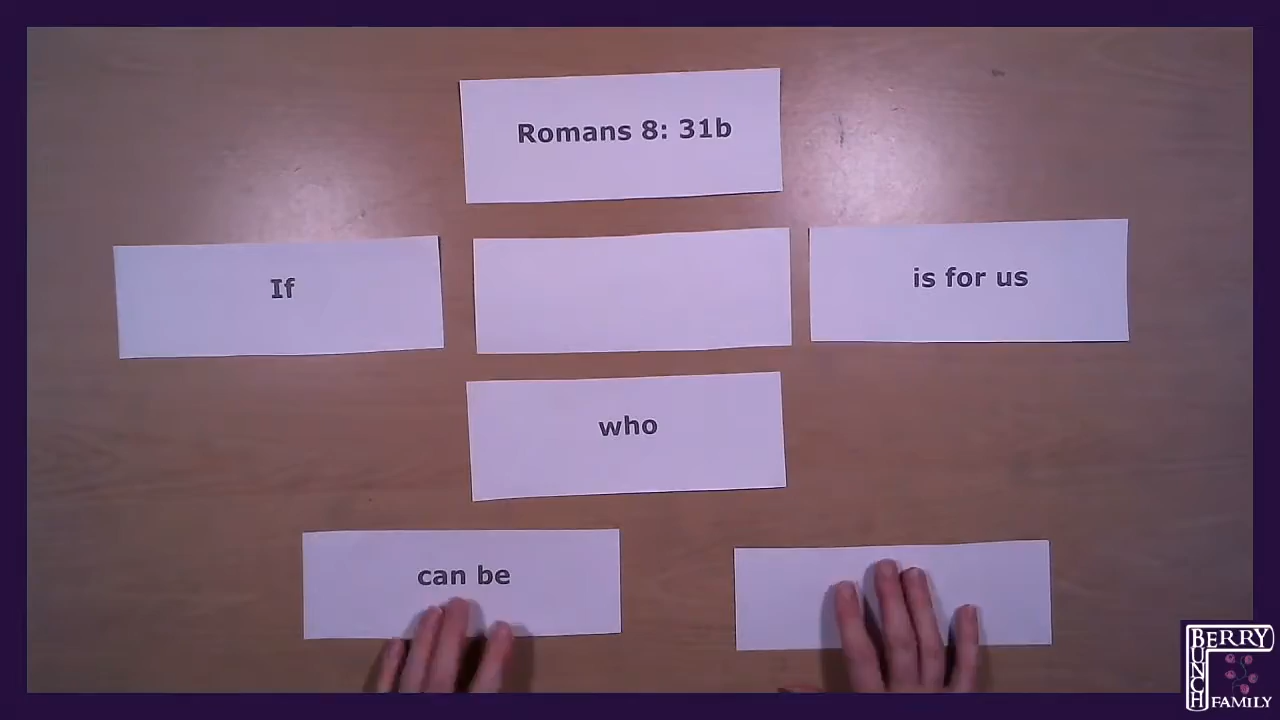 Romans 8: 31b
If
is for us
who
can be
BERRY
BUNCH
FAMILY